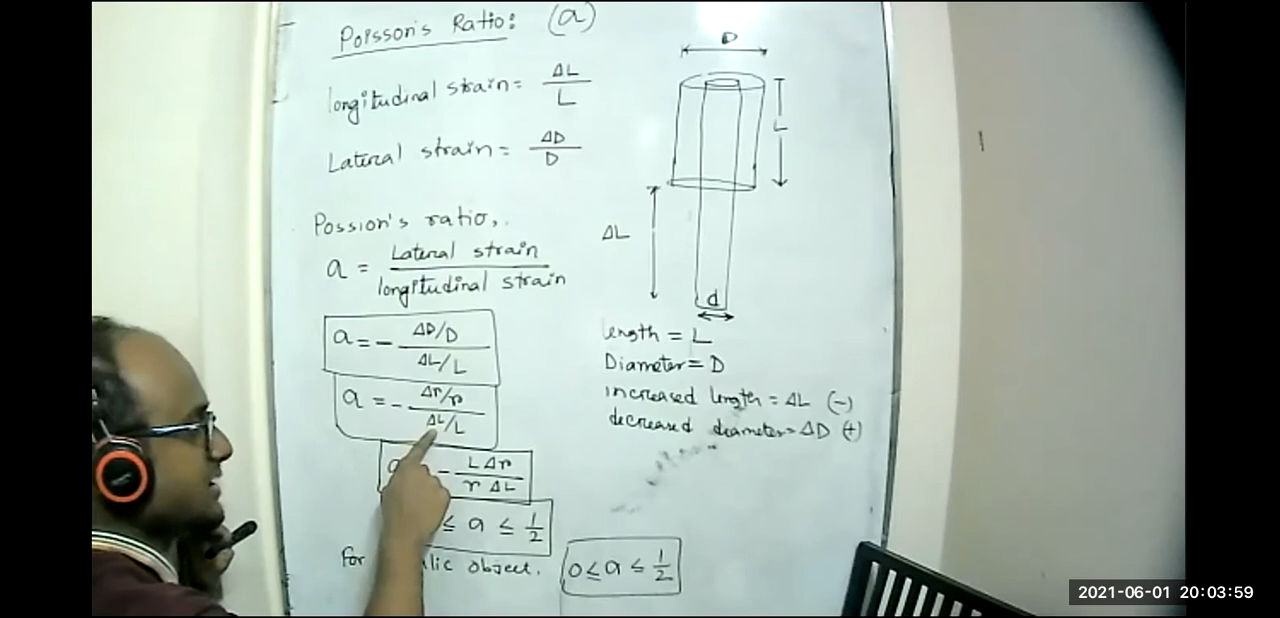 Poisson's Ratio: (a)
longitudinal strain = ΔL/L
Lateral strain = ΔD/D
Possion's ratio,
a = Lateral strain/longitudinal strain
a = - ΔD/D / ΔL/L
a = - Δr/r / ΔL/L
- LΔr / r ΔL
≤ a ≤ 1/2
For object. 0 ≤ a ≤ 1/2
D
L
ΔL
d
length = L
Diameter = D
increased length = ΔL (-)
decreased diameter = ΔD (+)
2021-06-01 20:03:59